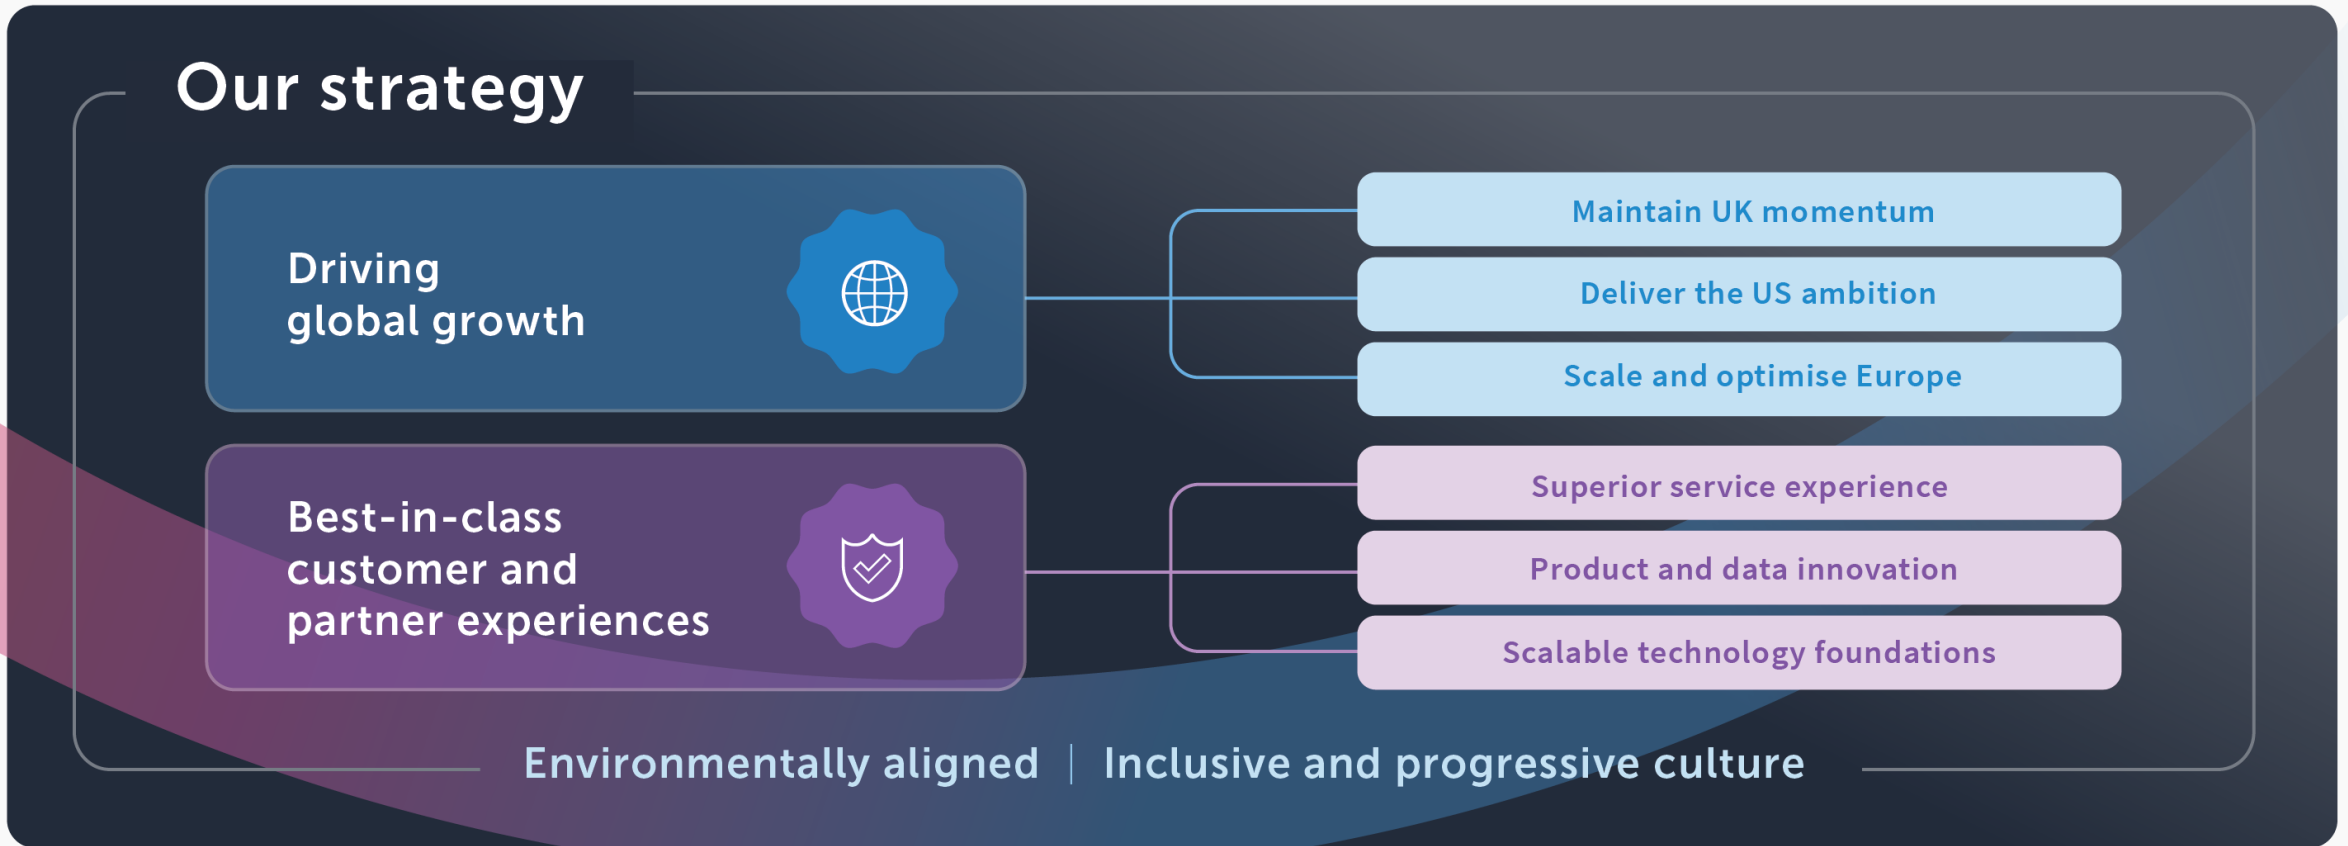 Our strategy
Driving
global growth
Maintain UK momentum
Deliver the US ambition
Scale and optimise Europe
Best-in-class
customer and
partner experiences
Superior service experience
Product and data innovation
Scalable technology foundations
Environmentally aligned | Inclusive and progressive culture